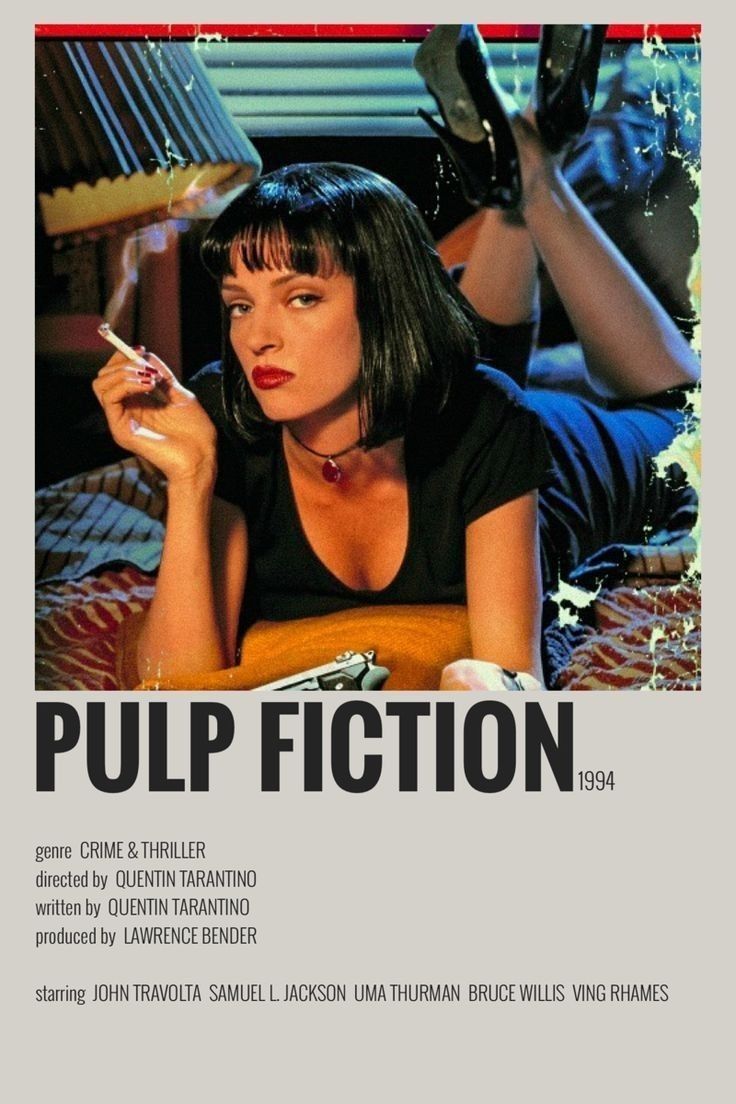 PULP FICTION 1994
genre CRIME & THRILLER
directed by QUENTIN TARANTINO
written by QUENTIN TARANTINO
produced by LAWRENCE BENDER
starring JOHN TRAVOLTA SAMUEL L. JACKSON UMA THURMAN BRUCE WILLIS VING RHAMES